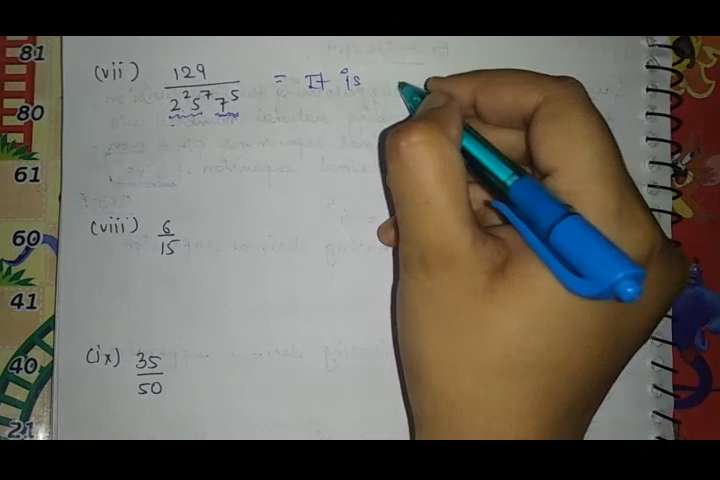 81
80
61
60
41
40
21
(vii) 129 / 2²5⁷7⁵ = It is
(viii) 6/15
(ix) 35/50